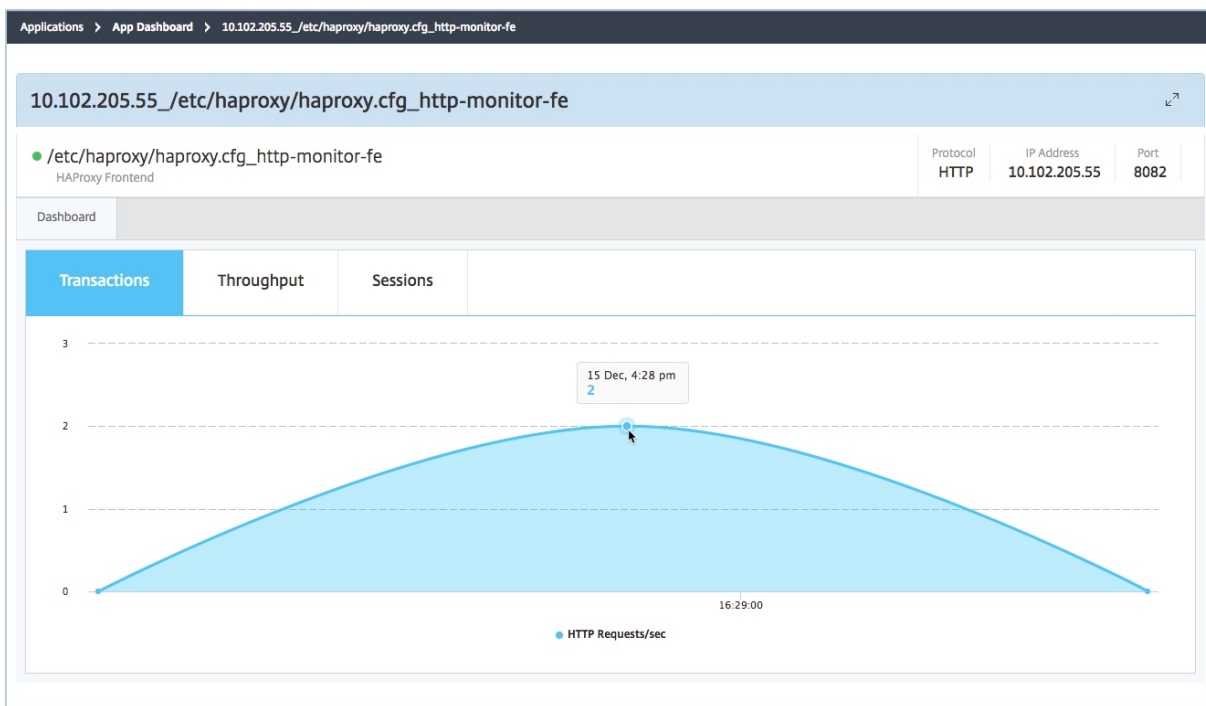 Applications > App Dashboard > 10.102.205.55_/etc/haproxy/haproxy.cfg_http-monitor-fe
10.102.205.55_/etc/haproxy/haproxy.cfg_http-monitor-fe
/etc/haproxy/haproxy.cfg_http-monitor-fe
HAProxy Frontend
Protocol
HTTP
IP Address
10.102.205.55
Port
8082
Dashboard
Transactions
Throughput
Sessions
3
15 Dec, 4:28 pm
2
2
1
0
16:29:00
HTTP Requests/sec